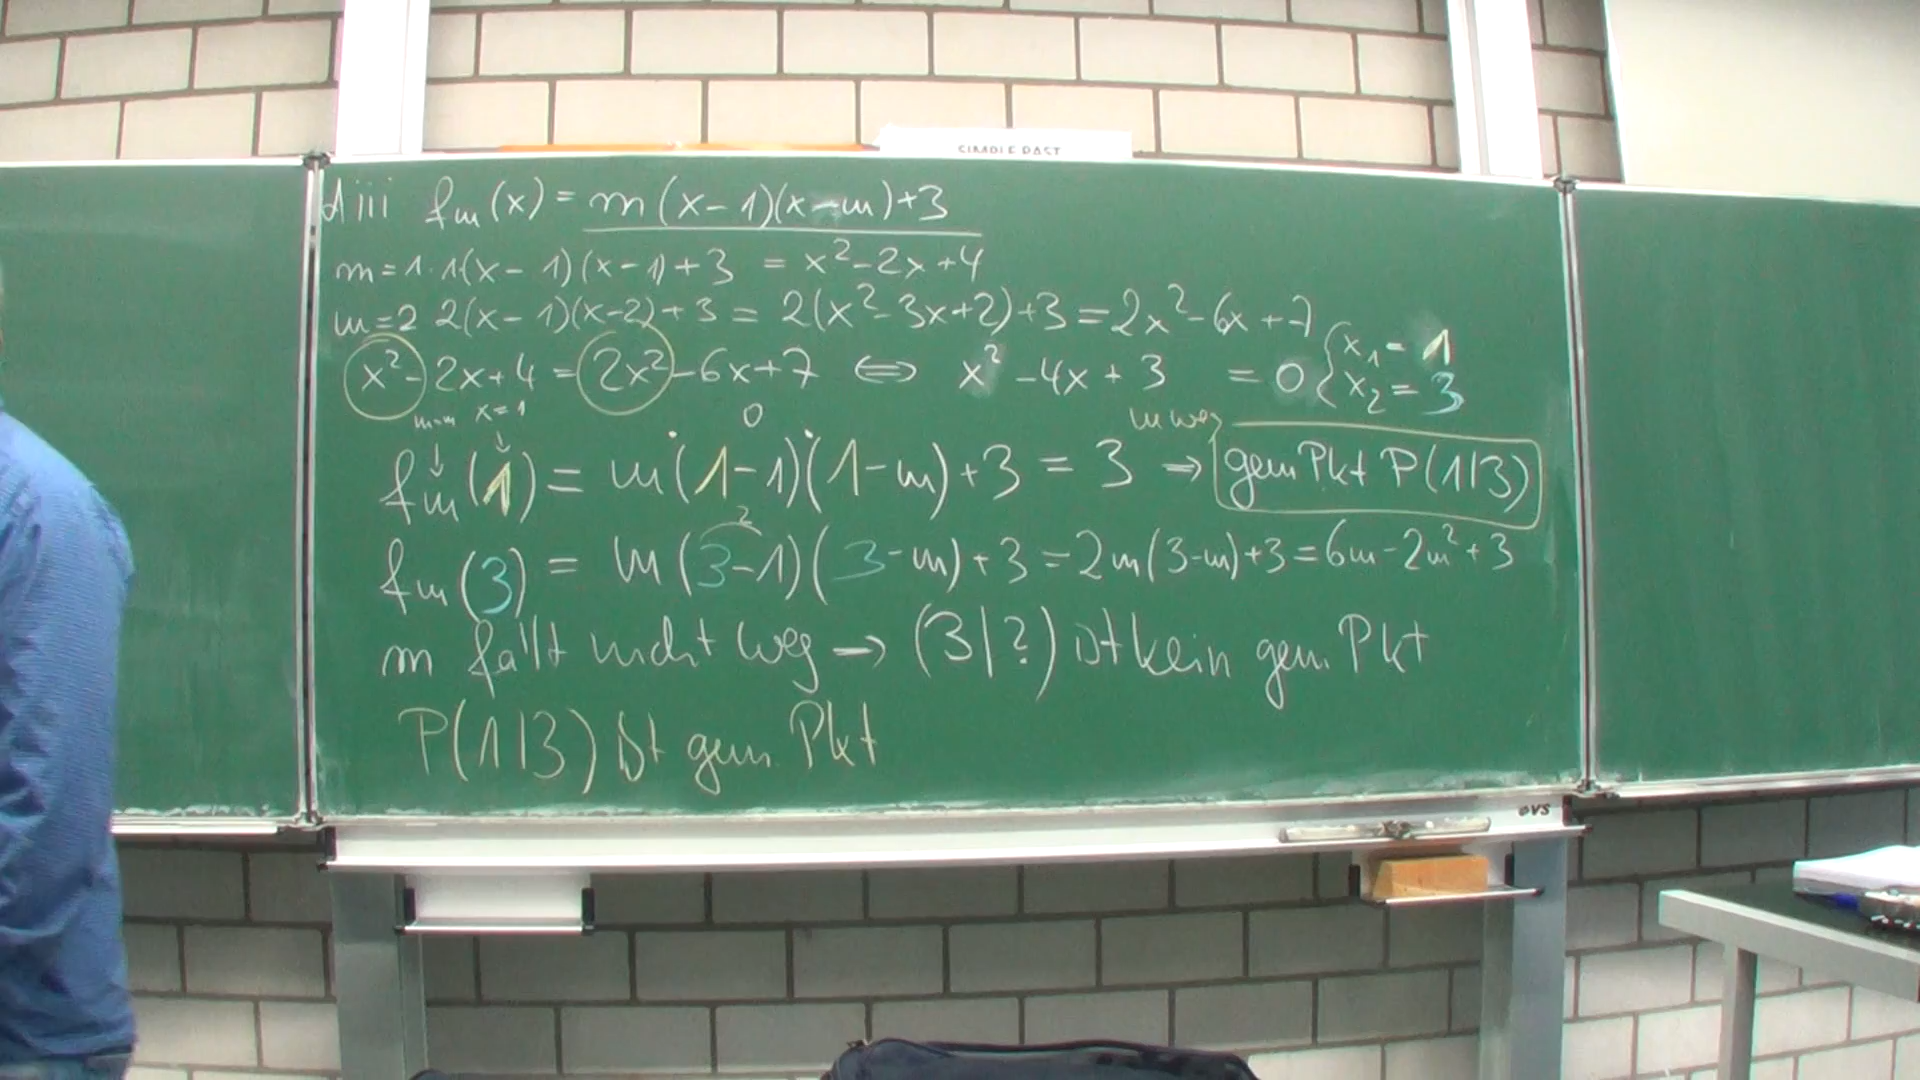 SIMPLE PAST
A iii fm(x) = m(x-1)(x-m)+3
m=1 · 1(x-1)(x-1)+3 = x²-2x+4
m=2 2(x-1)(x-2)+3 = 2(x²-3x+2)+3 = 2x²-6x+7
x²-2x+4 = 2x²-6x+7 ⇔ x²-4x+3 = 0 { x₁ = 1
x₂ = 3
m=m x=1 0 m weg
↓ ↓
fm(1) = m·(1-1)·(1-m)+3 = 3 → gem Pkt P(1|3)
2
fm(3) = m(3-1)(3-m)+3 = 2m(3-m)+3 = 6m-2m²+3
m fällt nicht weg → (3|?) ist kein gem. Pkt
P(1|3) ist gem. Pkt
OVS